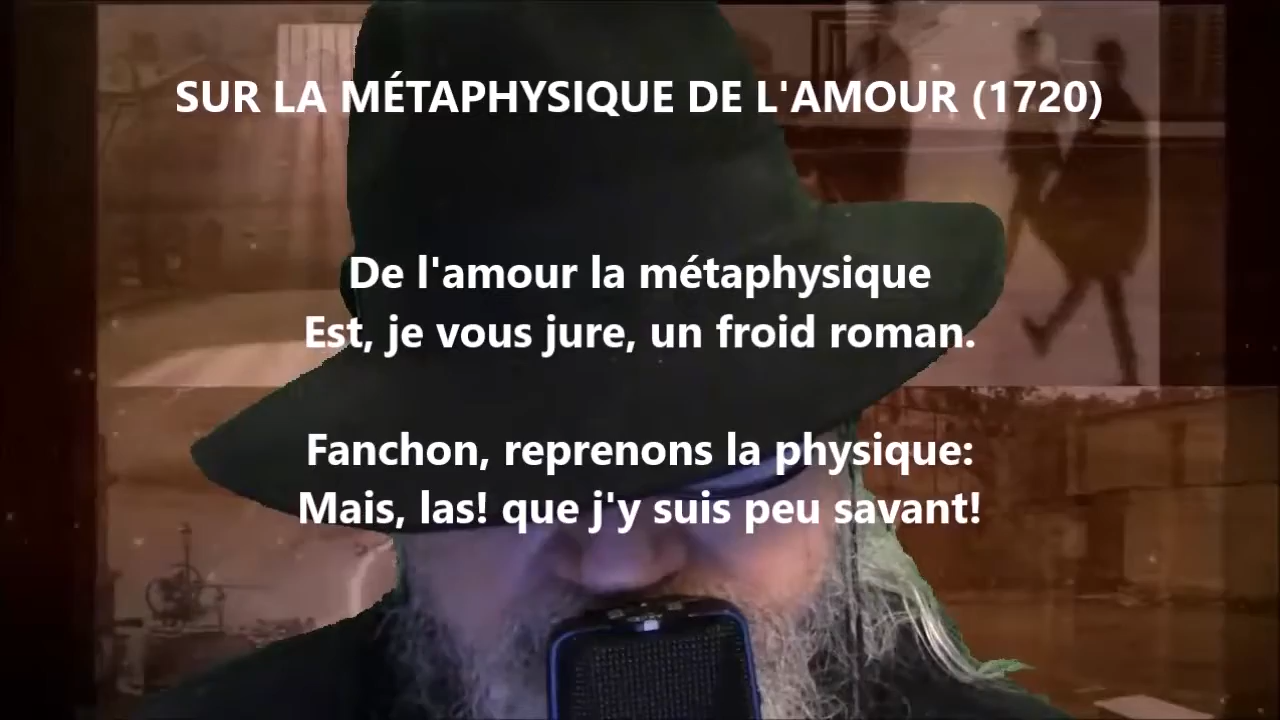 SUR LA MÉTAPHYSIQUE DE L'AMOUR (1720)
De l'amour la métaphysique
Est, je vous jure, un froid roman.
Fanchon, reprenons la physique:
Mais, las! que j'y suis peu savant!